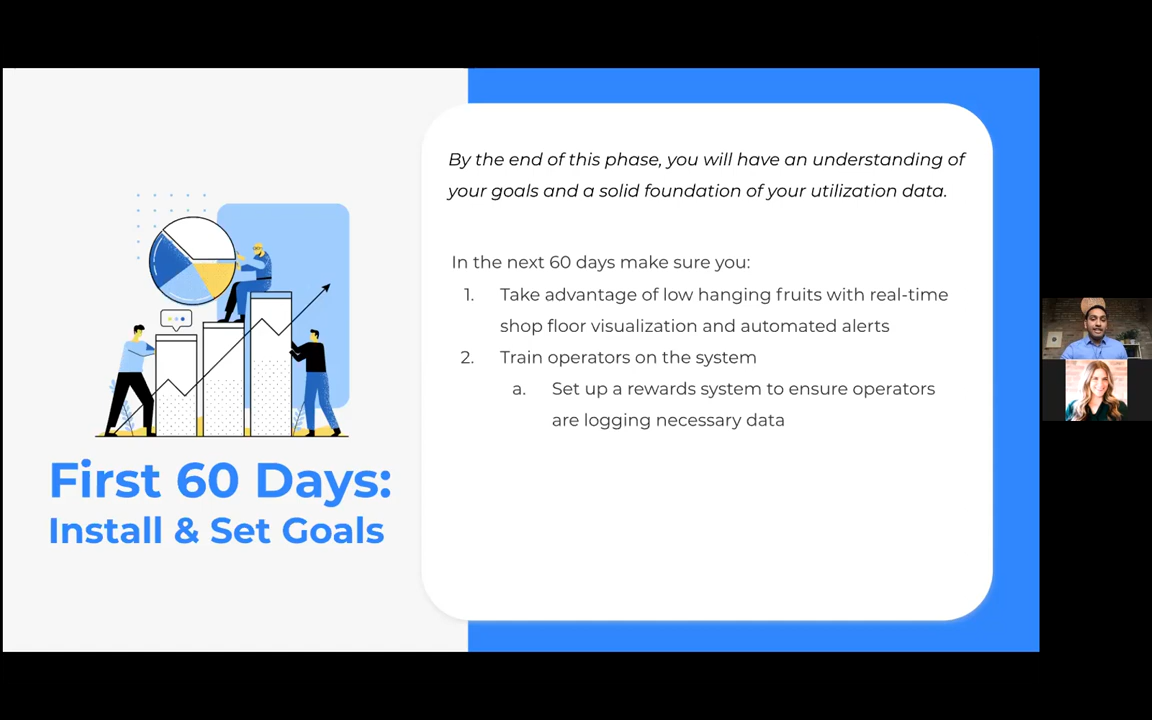 By the end of this phase, you will have an understanding of
your goals and a solid foundation of your utilization data.
In the next 60 days make sure you:
1. Take advantage of low hanging fruits with real-time
shop floor visualization and automated alerts
2. Train operators on the system
a. Set up a rewards system to ensure operators
are logging necessary data
First 60 Days:
Install & Set Goals